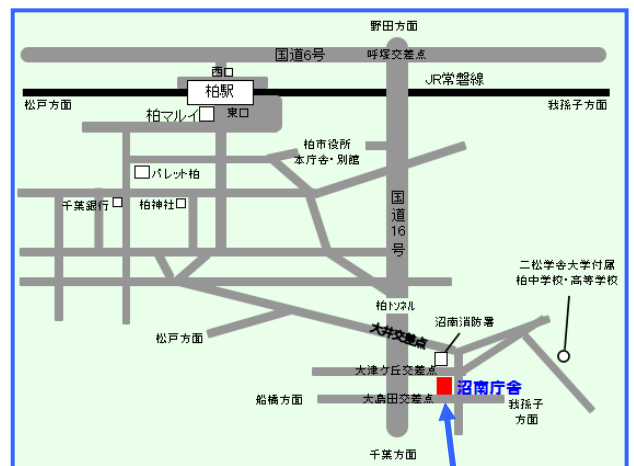 野田方面
国道6号
呼塚交差点
西口
柏駅
JR常磐線
松戸方面
東口
我孫子方面
柏マルイ
柏市役所
本庁舎・別館
パレット柏
千葉銀行
柏神社
国道16号
二松学舎大学付属
柏中学校・高等学校
柏トンネル
沼南消防署
大井交差点
松戸方面
大津ケ丘交差点
沼南庁舎
船橋方面
大島田交差点
我孫子
方面
千葉方面